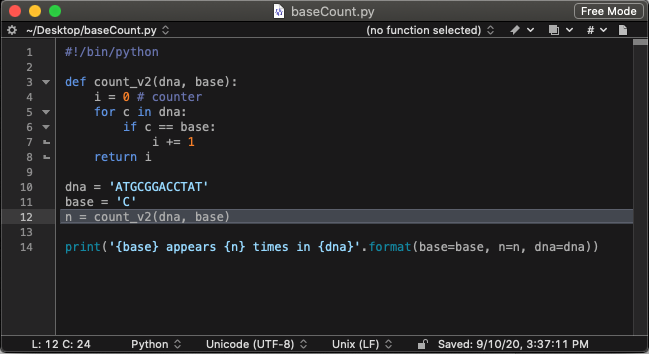 baseCount.py
Free Mode
~/Desktop/baseCount.py
(no function selected)
#
1 #!/bin/python
2
3 def count_v2(dna, base):
4     i = 0 # counter
5     for c in dna:
6         if c == base:
7             i += 1
8     return i
9
10 dna = 'ATGCGGACCTAT'
11 base = 'C'
12 n = count_v2(dna, base)
13
14 print('{base} appears {n} times in {dna}'.format(base=base, n=n, dna=dna))
L: 12 C: 24 Python Unicode (UTF-8) Unix (LF) Saved: 9/10/20, 3:37:11 PM